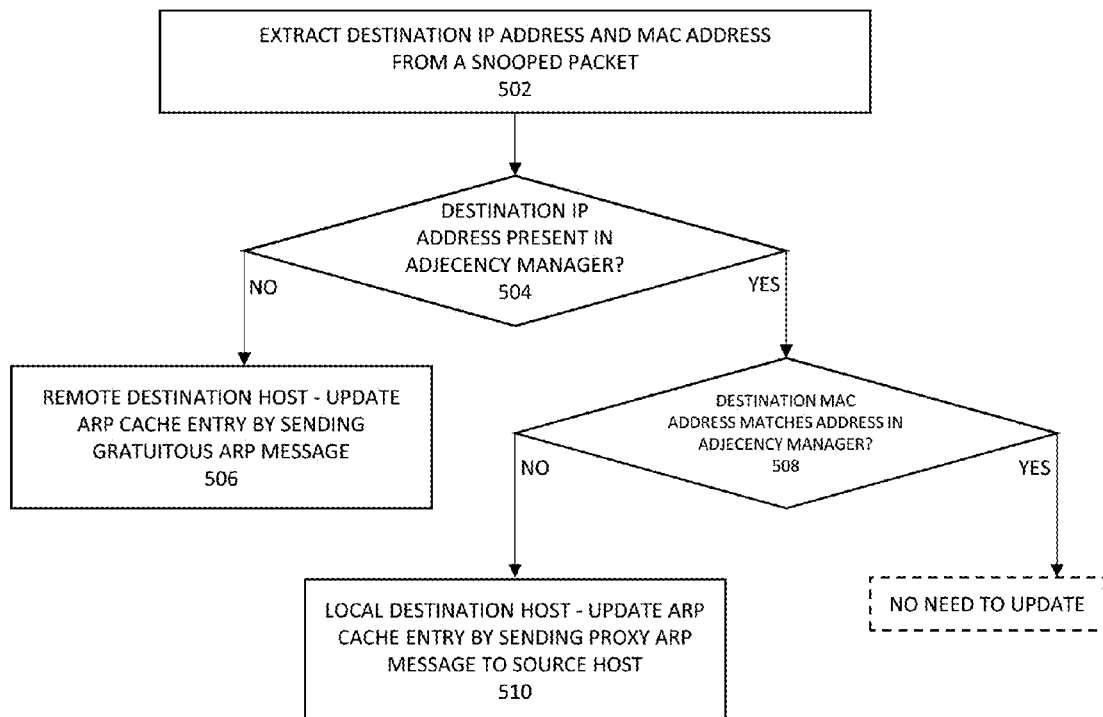 EXTRACT DESTINATION IP ADDRESS AND MAC ADDRESS
FROM A SNOOPED PACKET
502
DESTINATION IP
ADDRESS PRESENT IN
ADJECENCY MANAGER?
504
NO
YES
REMOTE DESTINATION HOST - UPDATE
ARP CACHE ENTRY BY SENDING
GRATUITOUS ARP MESSAGE
506
DESTINATION MAC
ADDRESS MATCHES ADDRESS IN
ADJECENCY MANAGER?
508
NO
YES
LOCAL DESTINATION HOST - UPDATE ARP
CACHE ENTRY BY SENDING PROXY ARP
MESSAGE TO SOURCE HOST
510
NO NEED TO UPDATE